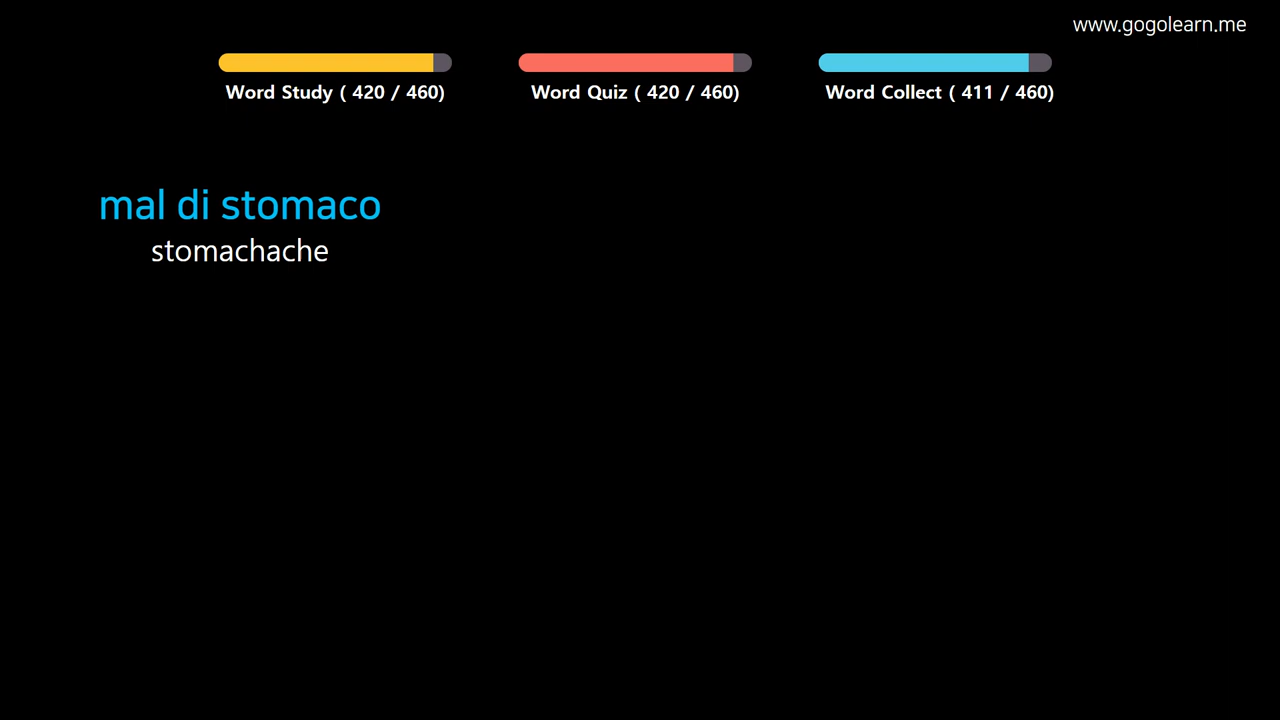 www.gogolearn.me
Word Study ( 420 / 460)
Word Quiz ( 420 / 460)
Word Collect ( 411 / 460)
mal di stomaco
stomachache